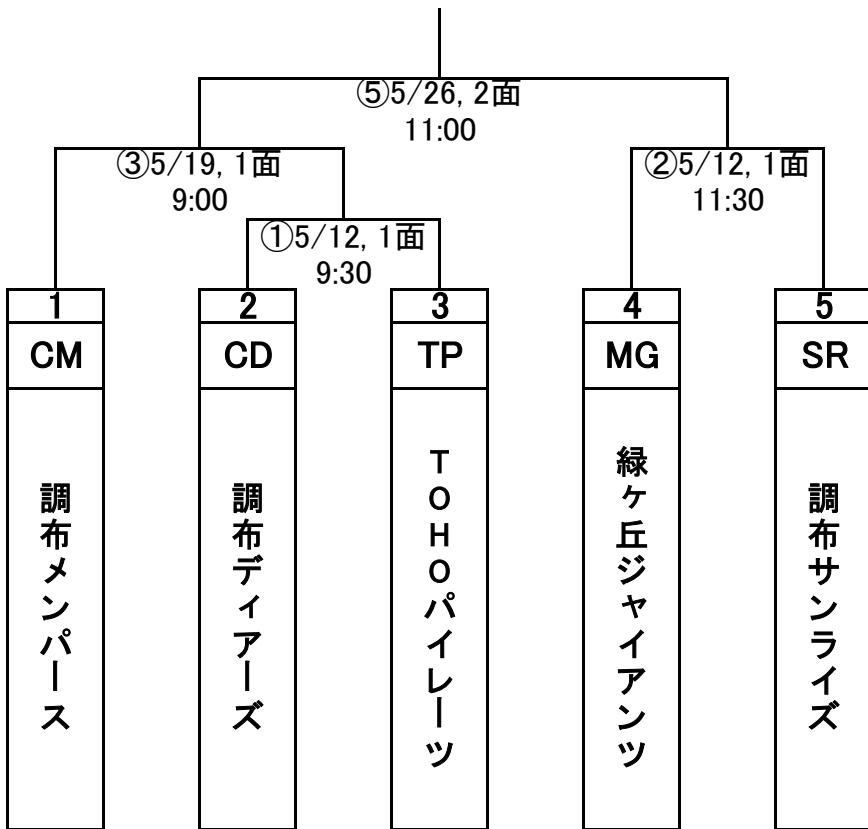 ⑤5/26, 2面
11:00
③5/19, 1面
9:00
②5/12, 1面
11:30
①5/12, 1面
9:30
1
2
3
4
5
CM
CD
TP
MG
SR
調布メンパース
調布ディアーズ
TOHOパイレーツ
緑ヶ丘ジャイアンツ
調布サンライズ